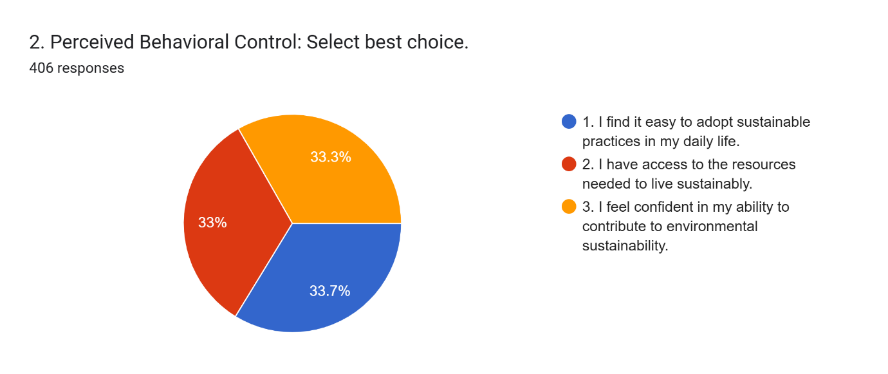 2. Perceived Behavioral Control: Select best choice.
406 responses
33.3%
33%
33.7%
1. I find it easy to adopt sustainable
practices in my daily life.
2. I have access to the resources
needed to live sustainably.
3. I feel confident in my ability to
contribute to environmental
sustainability.